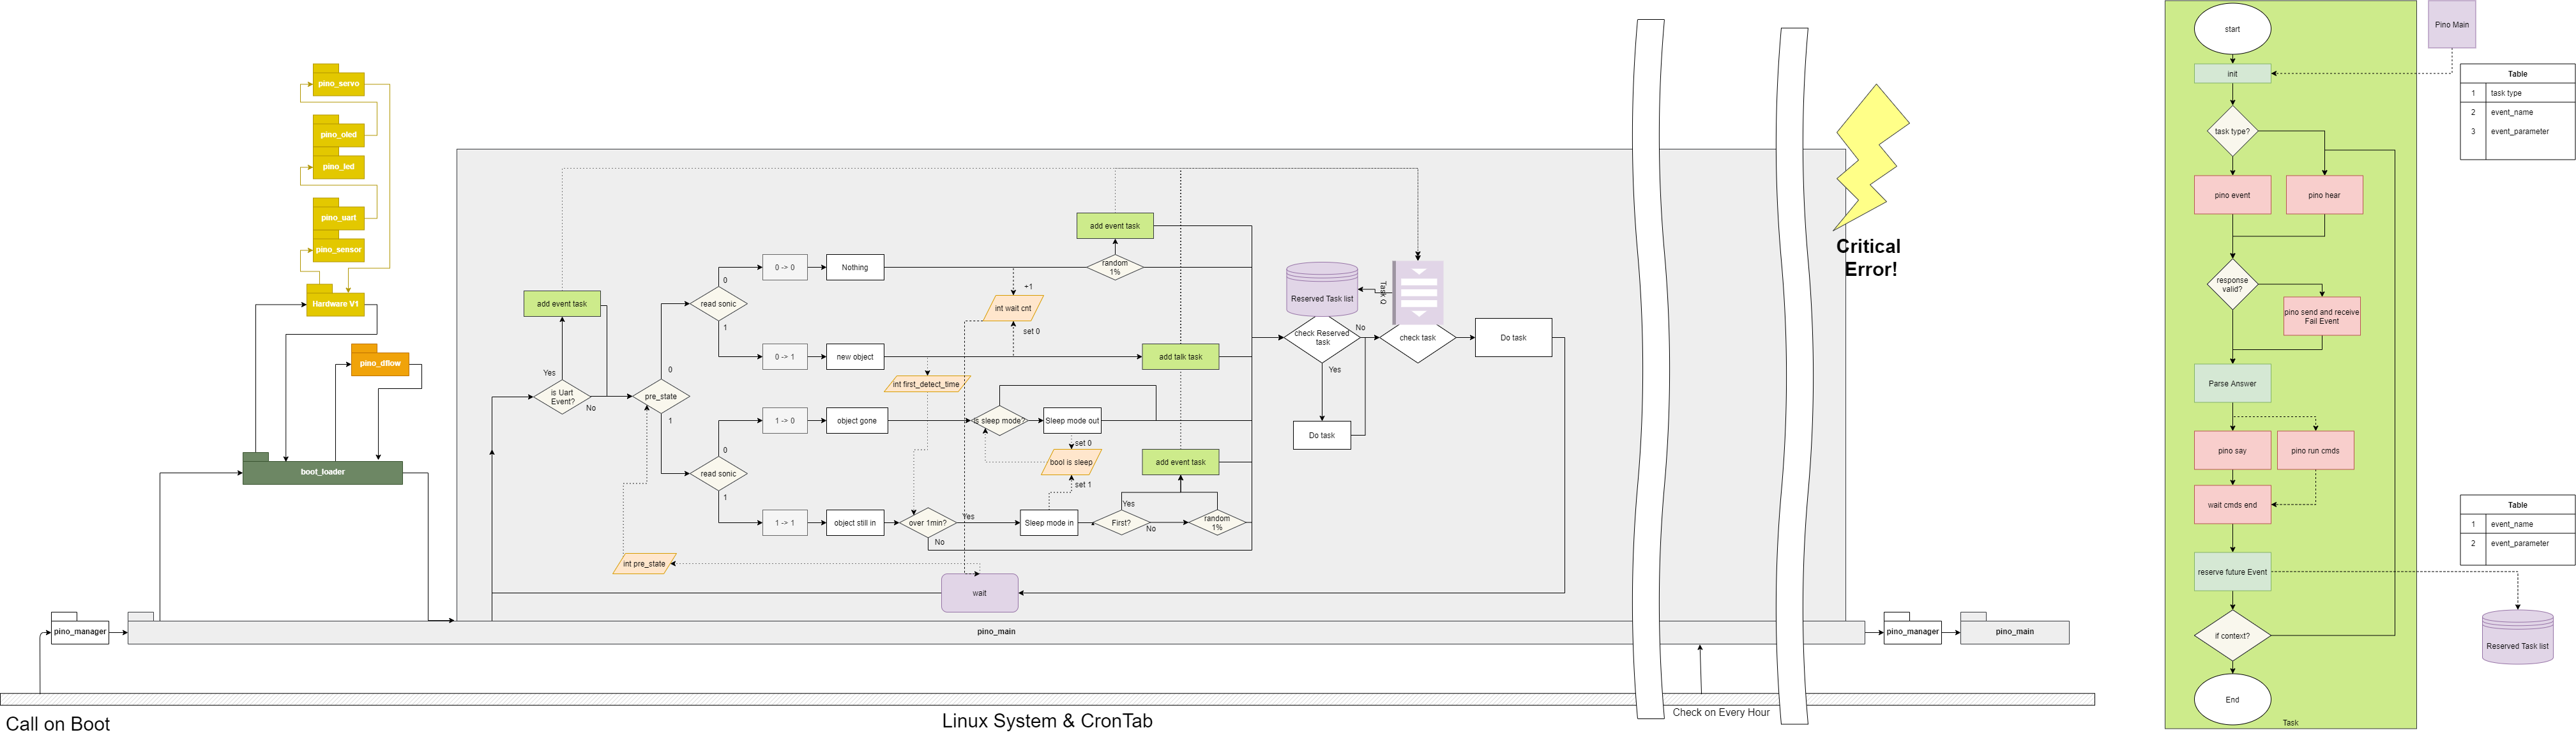 pino_servo
pino_oled
pino_led
pino_uart
pino_sensor
Hardware V1
pino_dflow
boot_loader
pino_manager
pino_main
Call on Boot
Linux System & CronTab
Check on Every Hour
add event task
Yes
is Uart
Event?
No
pre_state
0
1
read sonic
0
1
0 -> 0
Nothing
0 -> 1
new object
int first_detect_time
+1
int wait cnt
set 0
random
1%
add event task
add talk task
read sonic
0
1
1 -> 0
object gone
is sleep mode?
Sleep mode out
set 0
bool is sleep
set 1
1 -> 1
object still in
over 1min?
Yes
No
Sleep mode in
First?
Yes
No
random
1%
add event task
int pre_state
wait
Reserved Task list
Task Q
check Reserved
task
No
Yes
Do task
check task
Do task
Critical
Error!
pino_manager
pino_main
start
init
task type?
pino event
pino hear
response
valid?
pino send and receive
Fail Event
Parse Answer
pino say
pino run cmds
wait cmds end
reserve future Event
if context?
End
Task
Pino Main
Table
1 task type
2 event_name
3 event_parameter
Table
1 event_name
2 event_parameter
Reserved Task list